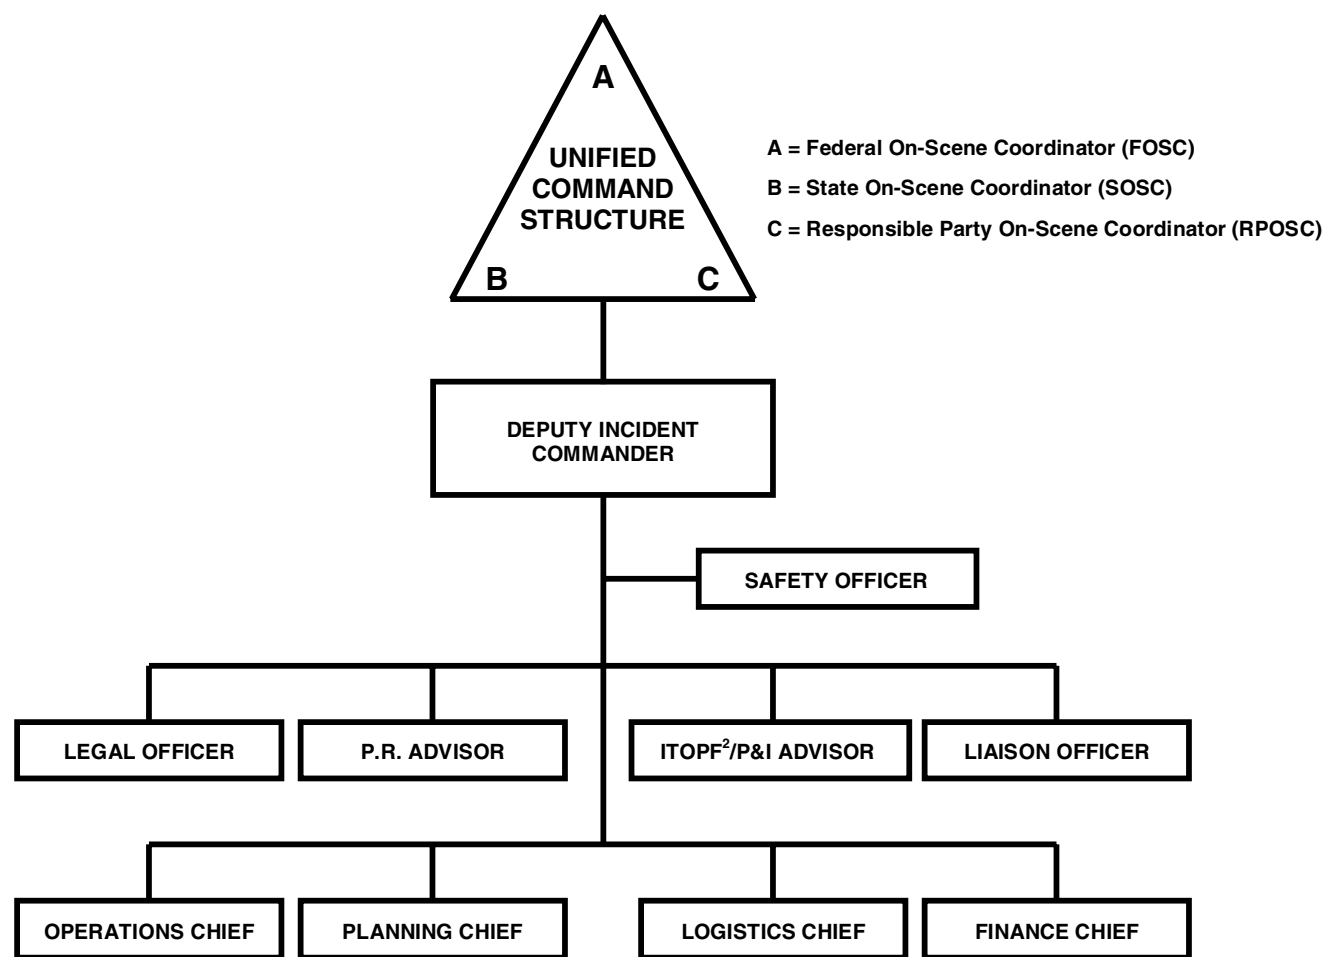 A
UNIFIED
COMMAND
STRUCTURE
B
C
A = Federal On-Scene Coordinator (FOSC)
B = State On-Scene Coordinator (SOSC)
C = Responsible Party On-Scene Coordinator (RPOSC)
DEPUTY INCIDENT
COMMANDER
SAFETY OFFICER
LEGAL OFFICER
P.R. ADVISOR
ITOPF²/P&I ADVISOR
LIAISON OFFICER
OPERATIONS CHIEF
PLANNING CHIEF
LOGISTICS CHIEF
FINANCE CHIEF